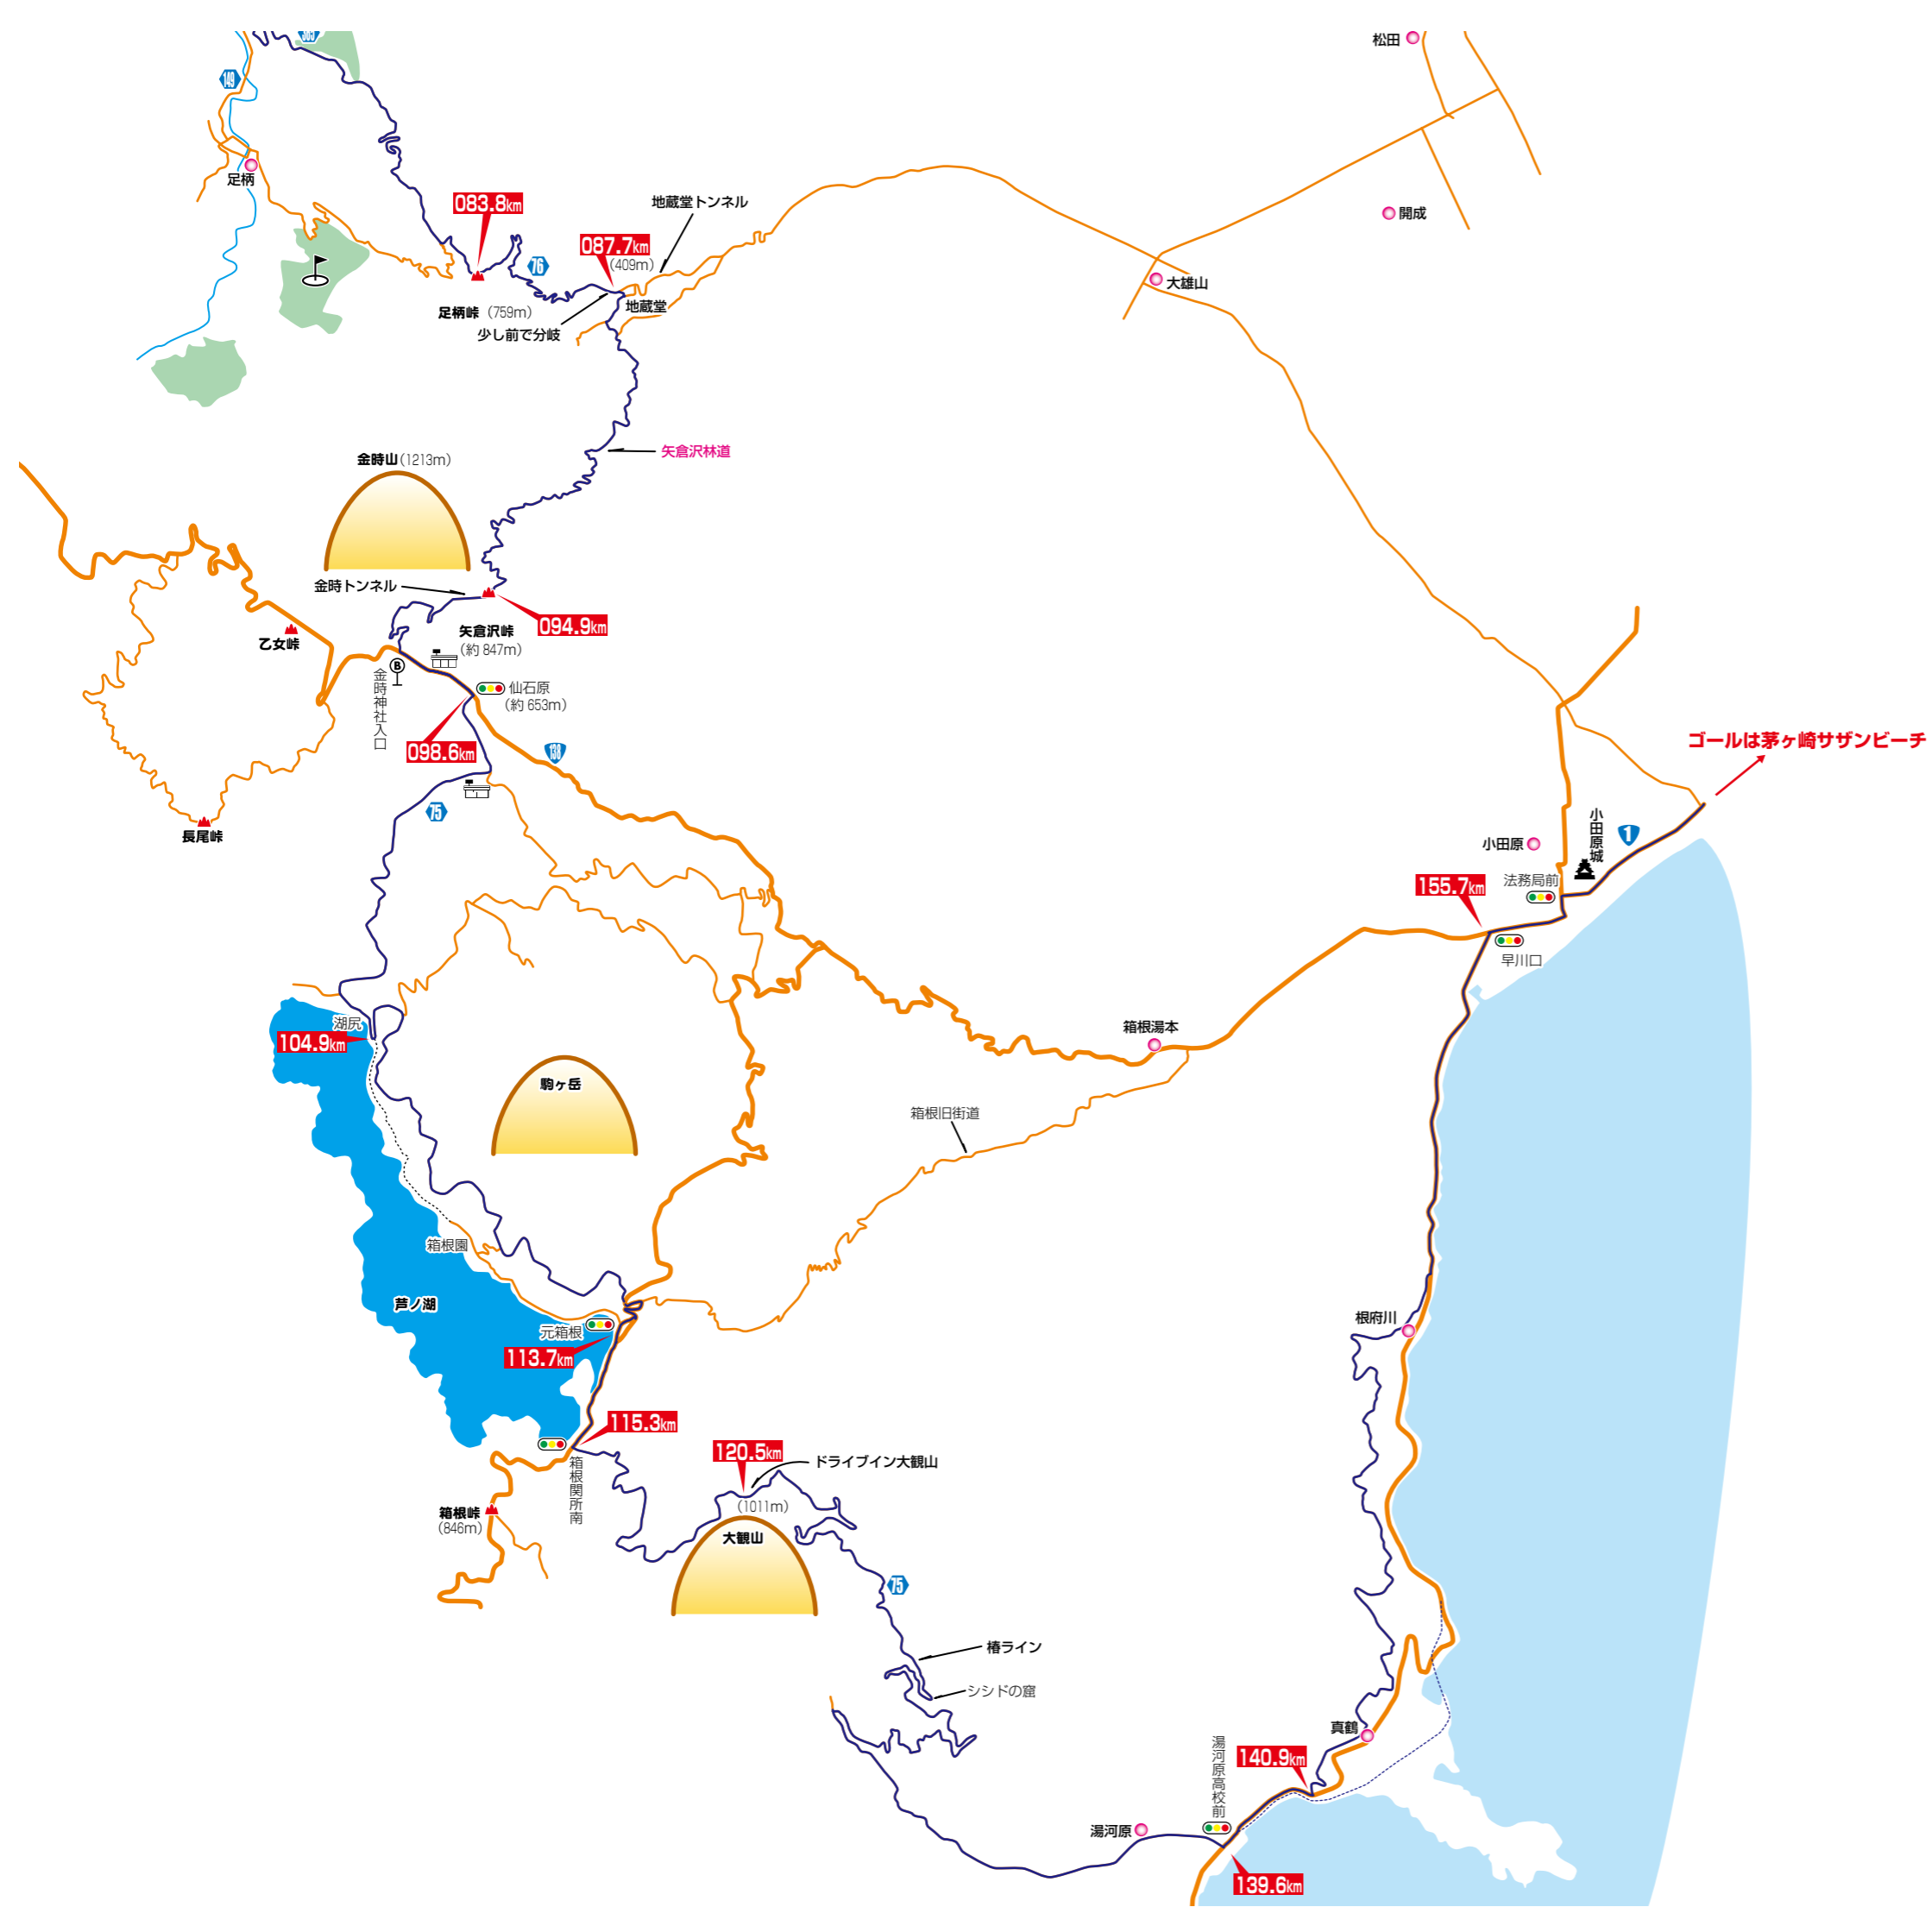 365
松田
149
足柄
083.8km
地蔵堂トンネル
開成
087.7km
(409m)
76
大雄山
足柄峠 (759m)
地蔵堂
少し前で分岐
矢倉沢林道
金時山(1213m)
金時トンネル
094.9km
乙女峠
矢倉沢峠
(約847m)
B
金時神社入口
仙石原
(約653m)
098.6km
138
ゴールは茅ヶ崎サザンビーチ
75
長尾峠
小田原
小田原城
1
法務局前
155.7km
早川口
湖尻
104.9km
箱根湯本
駒ヶ岳
箱根旧街道
箱根園
芦ノ湖
元箱根
113.7km
根府川
115.3km
120.5km
ドライブイン大観山
箱根関所南
(1011m)
箱根峠
(846m)
大観山
75
椿ライン
シシドの窟
真鶴
湯河原高校前
140.9km
湯河原
139.6km